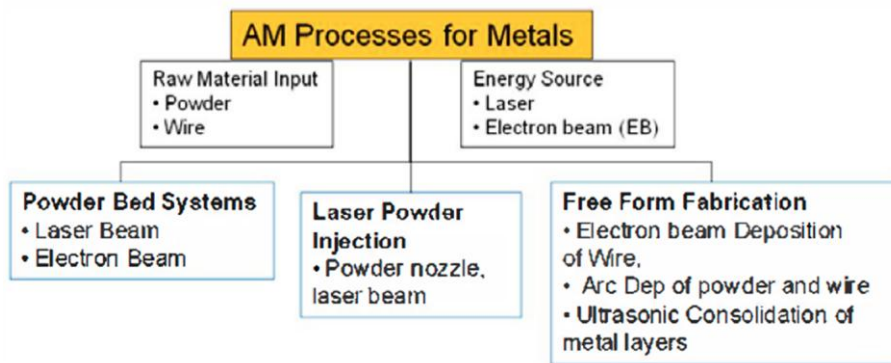 AM Processes for Metals
Raw Material Input
• Powder
• Wire
Energy Source
• Laser
• Electron beam (EB)
Powder Bed Systems
• Laser Beam
• Electron Beam
Laser Powder
Injection
• Powder nozzle,
laser beam
Free Form Fabrication
• Electron beam Deposition
of Wire,
• Arc Dep of powder and wire
• Ultrasonic Consolidation of
metal layers